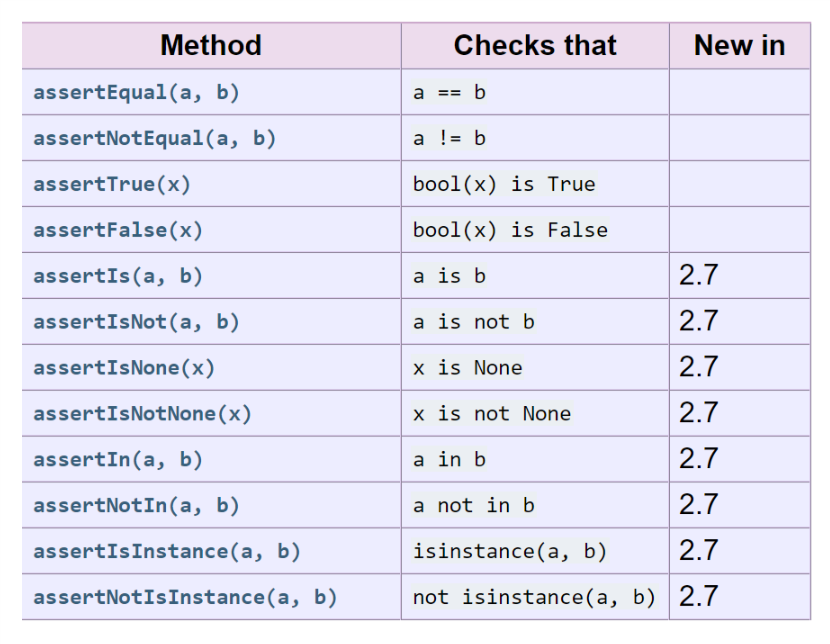 Method Checks that New in
assertEqual(a, b) a == b
assertNotEqual(a, b) a != b
assertTrue(x) bool(x) is True
assertFalse(x) bool(x) is False
assertIs(a, b) a is b 2.7
assertIsNot(a, b) a is not b 2.7
assertIsNone(x) x is None 2.7
assertIsNotNone(x) x is not None 2.7
assertIn(a, b) a in b 2.7
assertNotIn(a, b) a not in b 2.7
assertIsInstance(a, b) isinstance(a, b) 2.7
assertNotIsInstance(a, b) not isinstance(a, b) 2.7